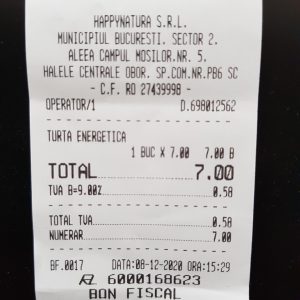 HAPPYNATURA S.R.L.
MUNICIPIUL BUCURESTI. SECTOR 2.
ALEEA CAMPUL MOSILOR.NR. 5.
HALELE CENTRALE OBOR. SP.COM.NR.PB6 SC
- C.F. RO 27439998 -
OPERATOR/1 D.698012562
TURTA ENERGETICA
1 BUC X 7.00 7.00 B
TOTAL 7.00
TUA B=9.00% 0.58
TOTAL TVA 0.58
NUMERAR 7.00
BF.0017 DATA:08-12-2020 ORA:15:29
6000168623
BON FISCAL